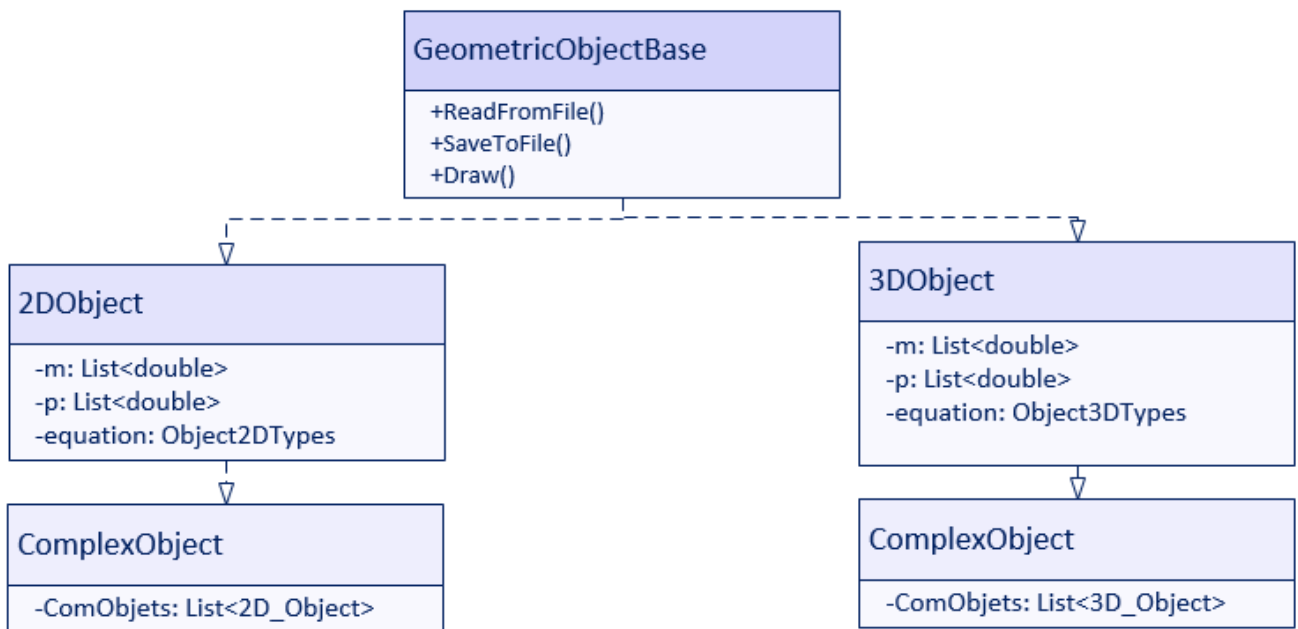 GeometricObjectBase
+ReadFromFile()
+SaveToFile()
+Draw()
2DObject
-m: List<double>
-p: List<double>
-equation: Object2DTypes
3DObject
-m: List<double>
-p: List<double>
-equation: Object3DTypes
ComplexObject
-ComObjets: List<2D_Object>
ComplexObject
-ComObjets: List<3D_Object>